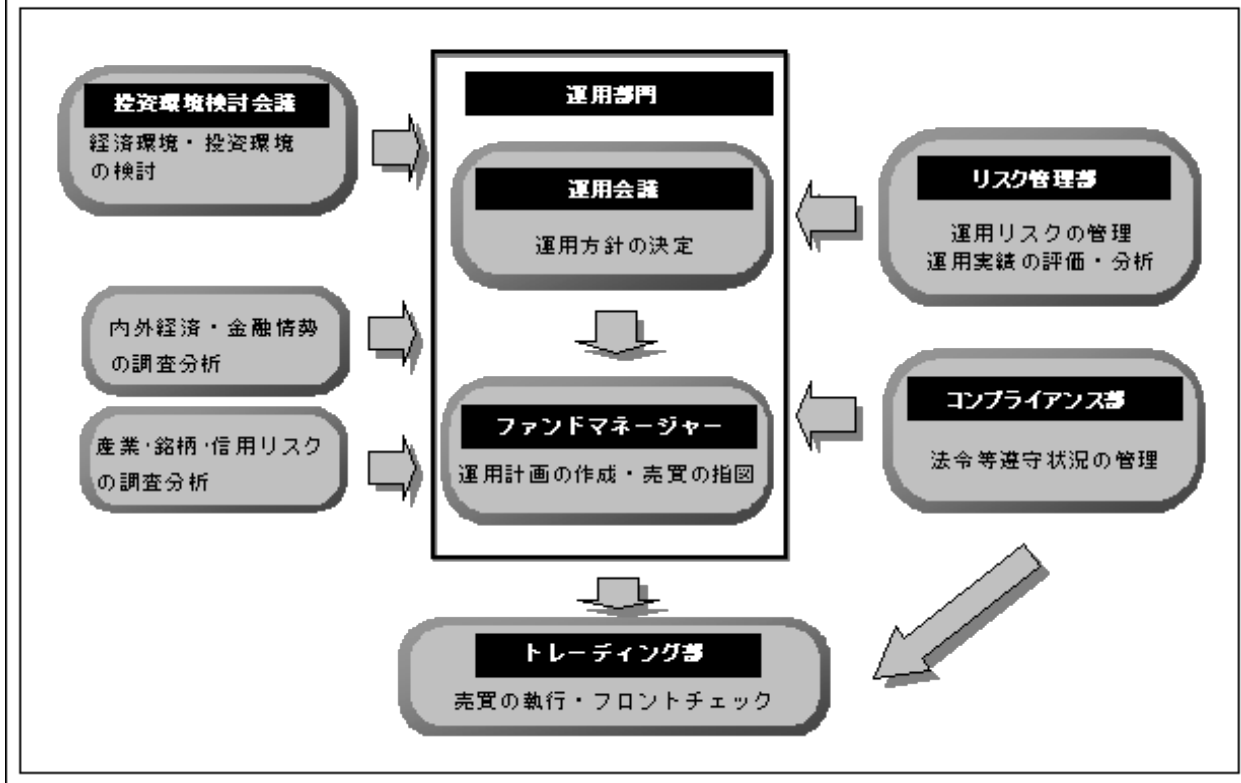 投資環境検討会議
経済環境・投資環境
の検討
内外経済・金融情勢
の調査分析
産業・銘柄・信用リスク
の調査分析
運用部門
運用会議
運用方針の決定
ファンドマネージャー
運用計画の作成・売買の指図
リスク管理部
運用リスクの管理
運用実績の評価・分析
コンプライアンス部
法令等遵守状況の管理
トレーディング部
売買の執行・フロントチェック